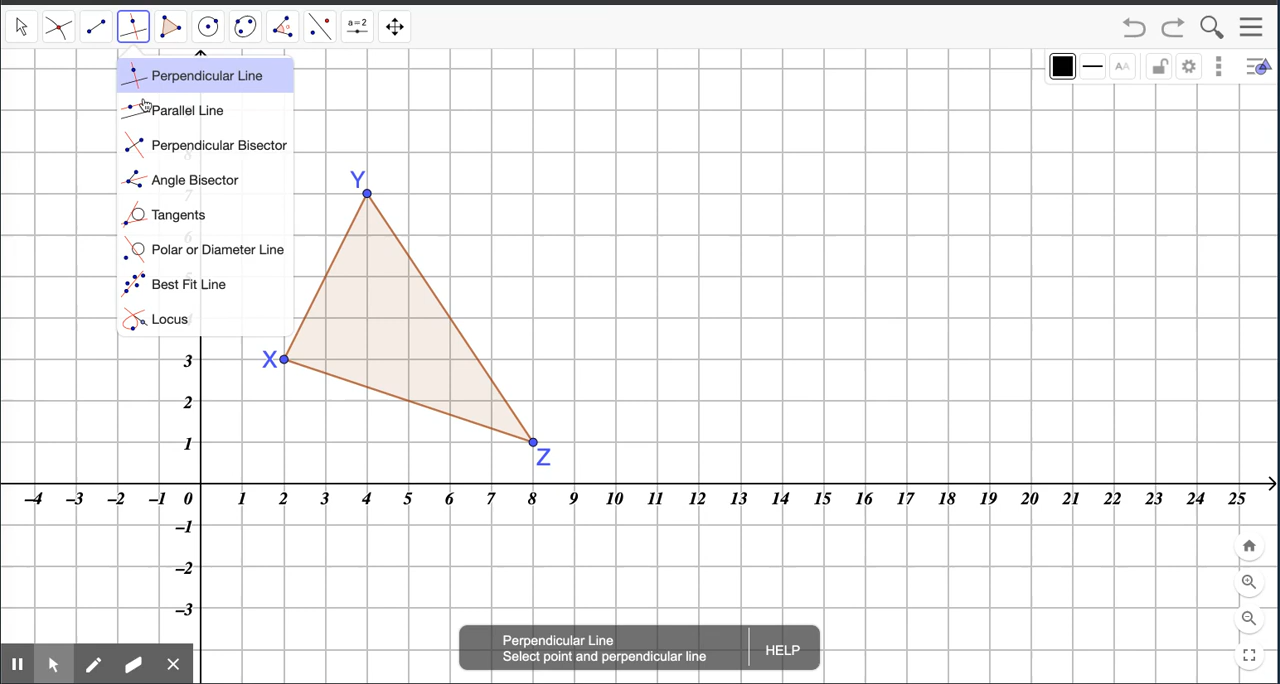 a=2
AA
Perpendicular Line
Parallel Line
Perpendicular Bisector
8
Angle Bisector
7
Tangents
6
Polar or Diameter Line
Best Fit Line
Locus
Y
X
Z
3
2
1
-4 -3 -2 -1 0 1 2 3 4 5 6 7 8 9 10 11 12 13 14 15 16 17 18 19 20 21 22 23 24 25
-1
-2
-3
Perpendicular Line
Select point and perpendicular line
HELP